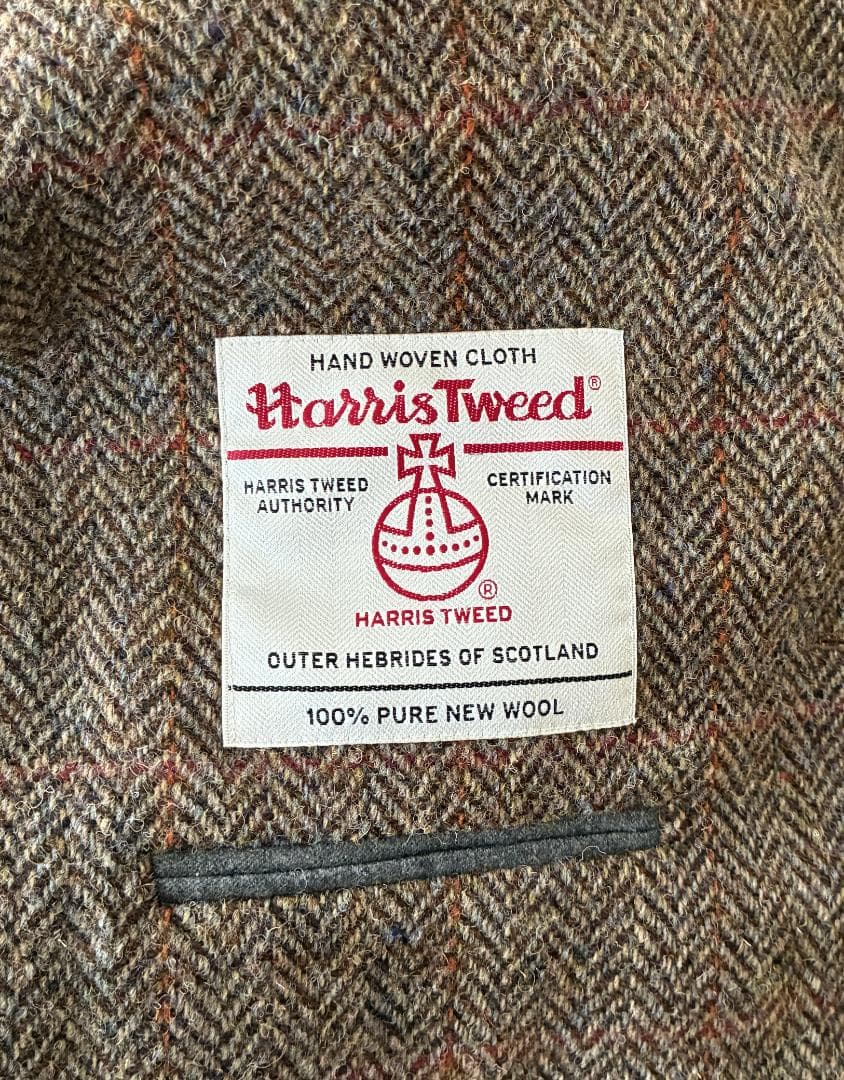 HAND WOVEN CLOTH
Harris Tweed®
HARRIS TWEED
AUTHORITY
CERTIFICATION
MARK
®
HARRIS TWEED
OUTER HEBRIDES OF SCOTLAND
100% PURE NEW WOOL